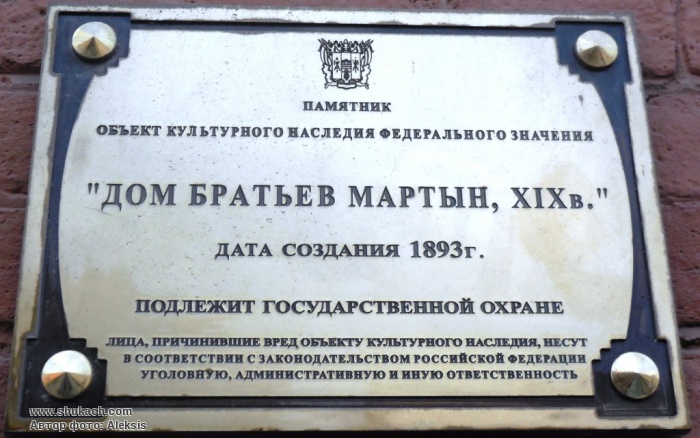 ПАМЯТНИК
ОБЪЕКТ КУЛЬТУРНОГО НАСЛЕДИЯ ФЕДЕРАЛЬНОГО ЗНАЧЕНИЯ
"ДОМ БРАТЬЕВ МАРТЫН, XIXв."
ДАТА СОЗДАНИЯ 1893г.
ПОДЛЕЖИТ ГОСУДАРСТВЕННОЙ ОХРАНЕ
ЛИЦА, ПРИЧИНИВШИЕ ВРЕД ОБЪЕКТУ КУЛЬТУРНОГО НАСЛЕДИЯ, НЕСУТ
В СООТВЕТСТВИИ С ЗАКОНОДАТЕЛЬСТВОМ РОССИЙСКОЙ ФЕДЕРАЦИИ
УГОЛОВНУЮ, АДМИНИСТРАТИВНУЮ И ИНУЮ ОТВЕТСТВЕННОСТЬ
www.shukach.com
Автор фото: Aleksis